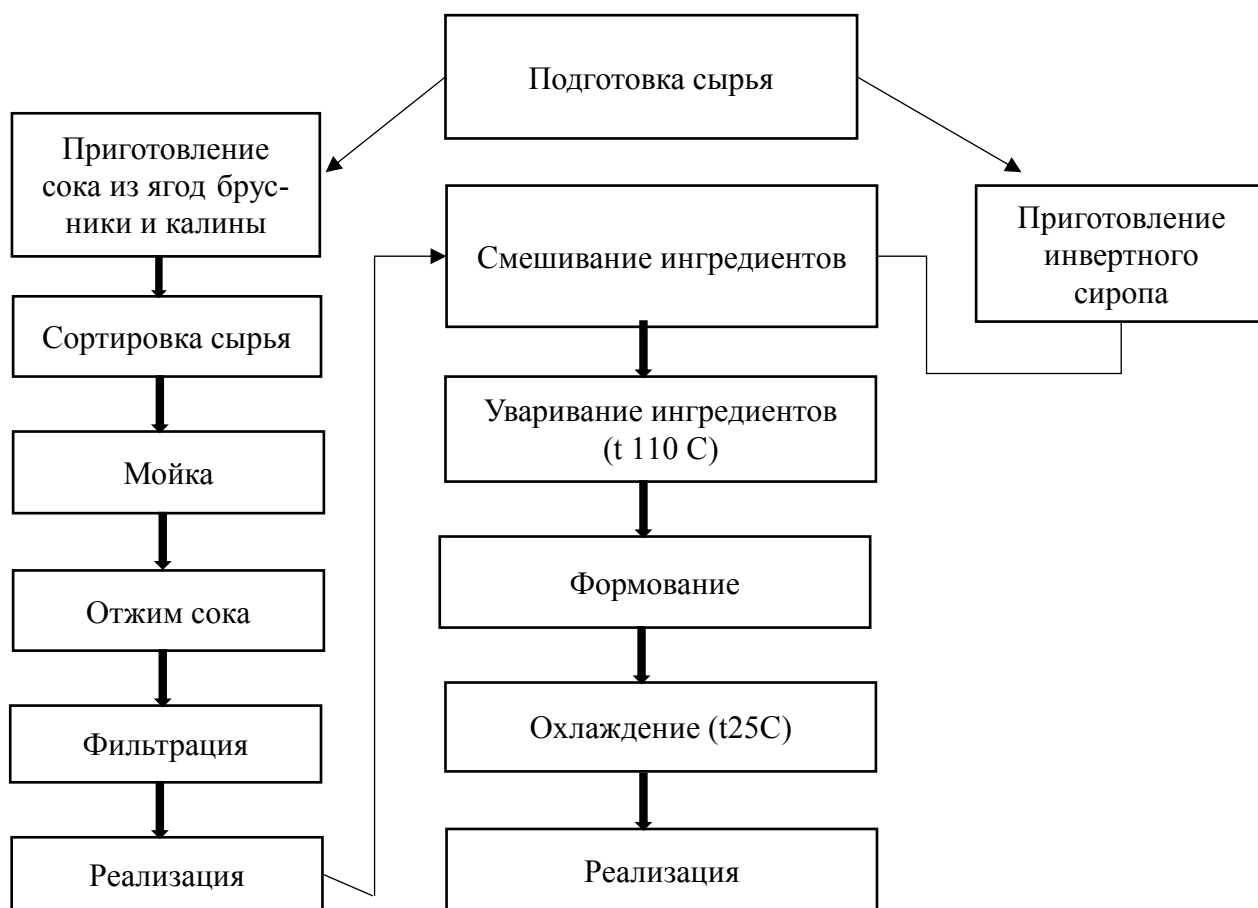 Подготовка сырья
Приготовление
сока из ягод брус-
ники и калины
Сортировка сырья
Мойка
Отжим сока
Фильтрация
Реализация
Смешивание ингредиентов
Уваривание ингредиентов
(t 110 С)
Формование
Охлаждение (t25С)
Реализация
Приготовление
инвертного
сиропа